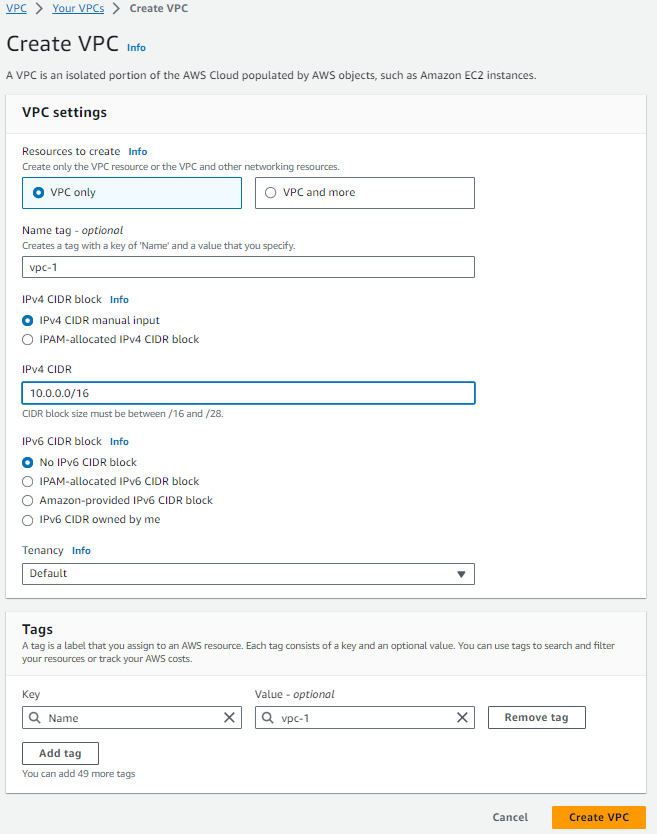 VPC > Your VPCs > Create VPC
Create VPC Info
A VPC is an isolated portion of the AWS Cloud populated by AWS objects, such as Amazon EC2 instances.
VPC settings
Resources to create Info
Create only the VPC resource or the VPC and other networking resources.
VPC only
VPC and more
Name tag - optional
Creates a tag with a key of 'Name' and a value that you specify.
vpc-1
IPv4 CIDR block Info
IPv4 CIDR manual input
IPAM-allocated IPv4 CIDR block
IPv4 CIDR
10.0.0.0/16
CIDR block size must be between /16 and /28.
IPv6 CIDR block Info
No IPv6 CIDR block
IPAM-allocated IPv6 CIDR block
Amazon-provided IPv6 CIDR block
IPv6 CIDR owned by me
Tenancy Info
Default
Tags
A tag is a label that you assign to an AWS resource. Each tag consists of a key and an optional value. You can use tags to search and filter
your resources or track your AWS costs.
Key
Value - optional
Name
vpc-1
Remove tag
Add tag
You can add 49 more tags
Cancel
Create VPC